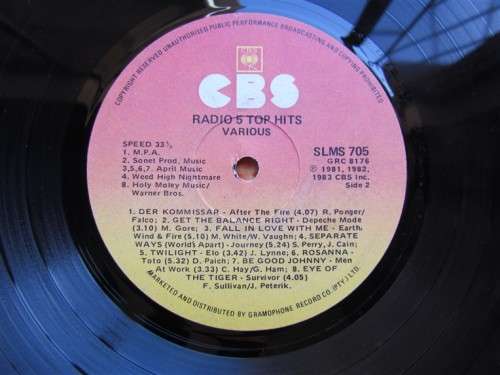 COPYRIGHT RESERVED UNAUTHORISED PUBLIC PERFORMANCE BROADCASTING AND COPYING PROHIBITED
CBS
CBS
RADIO 5 TOP HITS
VARIOUS
SPEED 33⅓
1. M.P.A.
2. Sonet Prod. Music
3,5,6,7. April Music
4. Weed High Nightmare
8. Holy Moley Music/
Warner Bros.
SLMS 705
GRC 8176
℗ 1981, 1982,
1983 CBS Inc.
Side 2
1. DER KOMMISSAR - After The Fire (4.07) R. Ponger/
Falco; 2. GET THE BALANCE RIGHT - Depeche Mode
(3.10) M. Gore; 3. FALL IN LOVE WITH ME - Earth,
Wind & Fire (5.10) M. White/W. Vaughn; 4. SEPARATE
WAYS (Worlds Apart) - Journey (5.24) S. Perry, J. Cain;
5. TWILIGHT - Elo (3.42) J. Lynne; 6. ROSANNA -
Toto (5.32) D. Paich; 7. BE GOOD JOHNNY - Men
At Work (3.33) C. Hay/G. Ham; 8. EYE OF
THE TIGER - Survivor (4.05)
F. Sullivan/J. Peterik.
MARKETED AND DISTRIBUTED BY GRAMOPHONE RECORD CO. (PTY.) LTD.